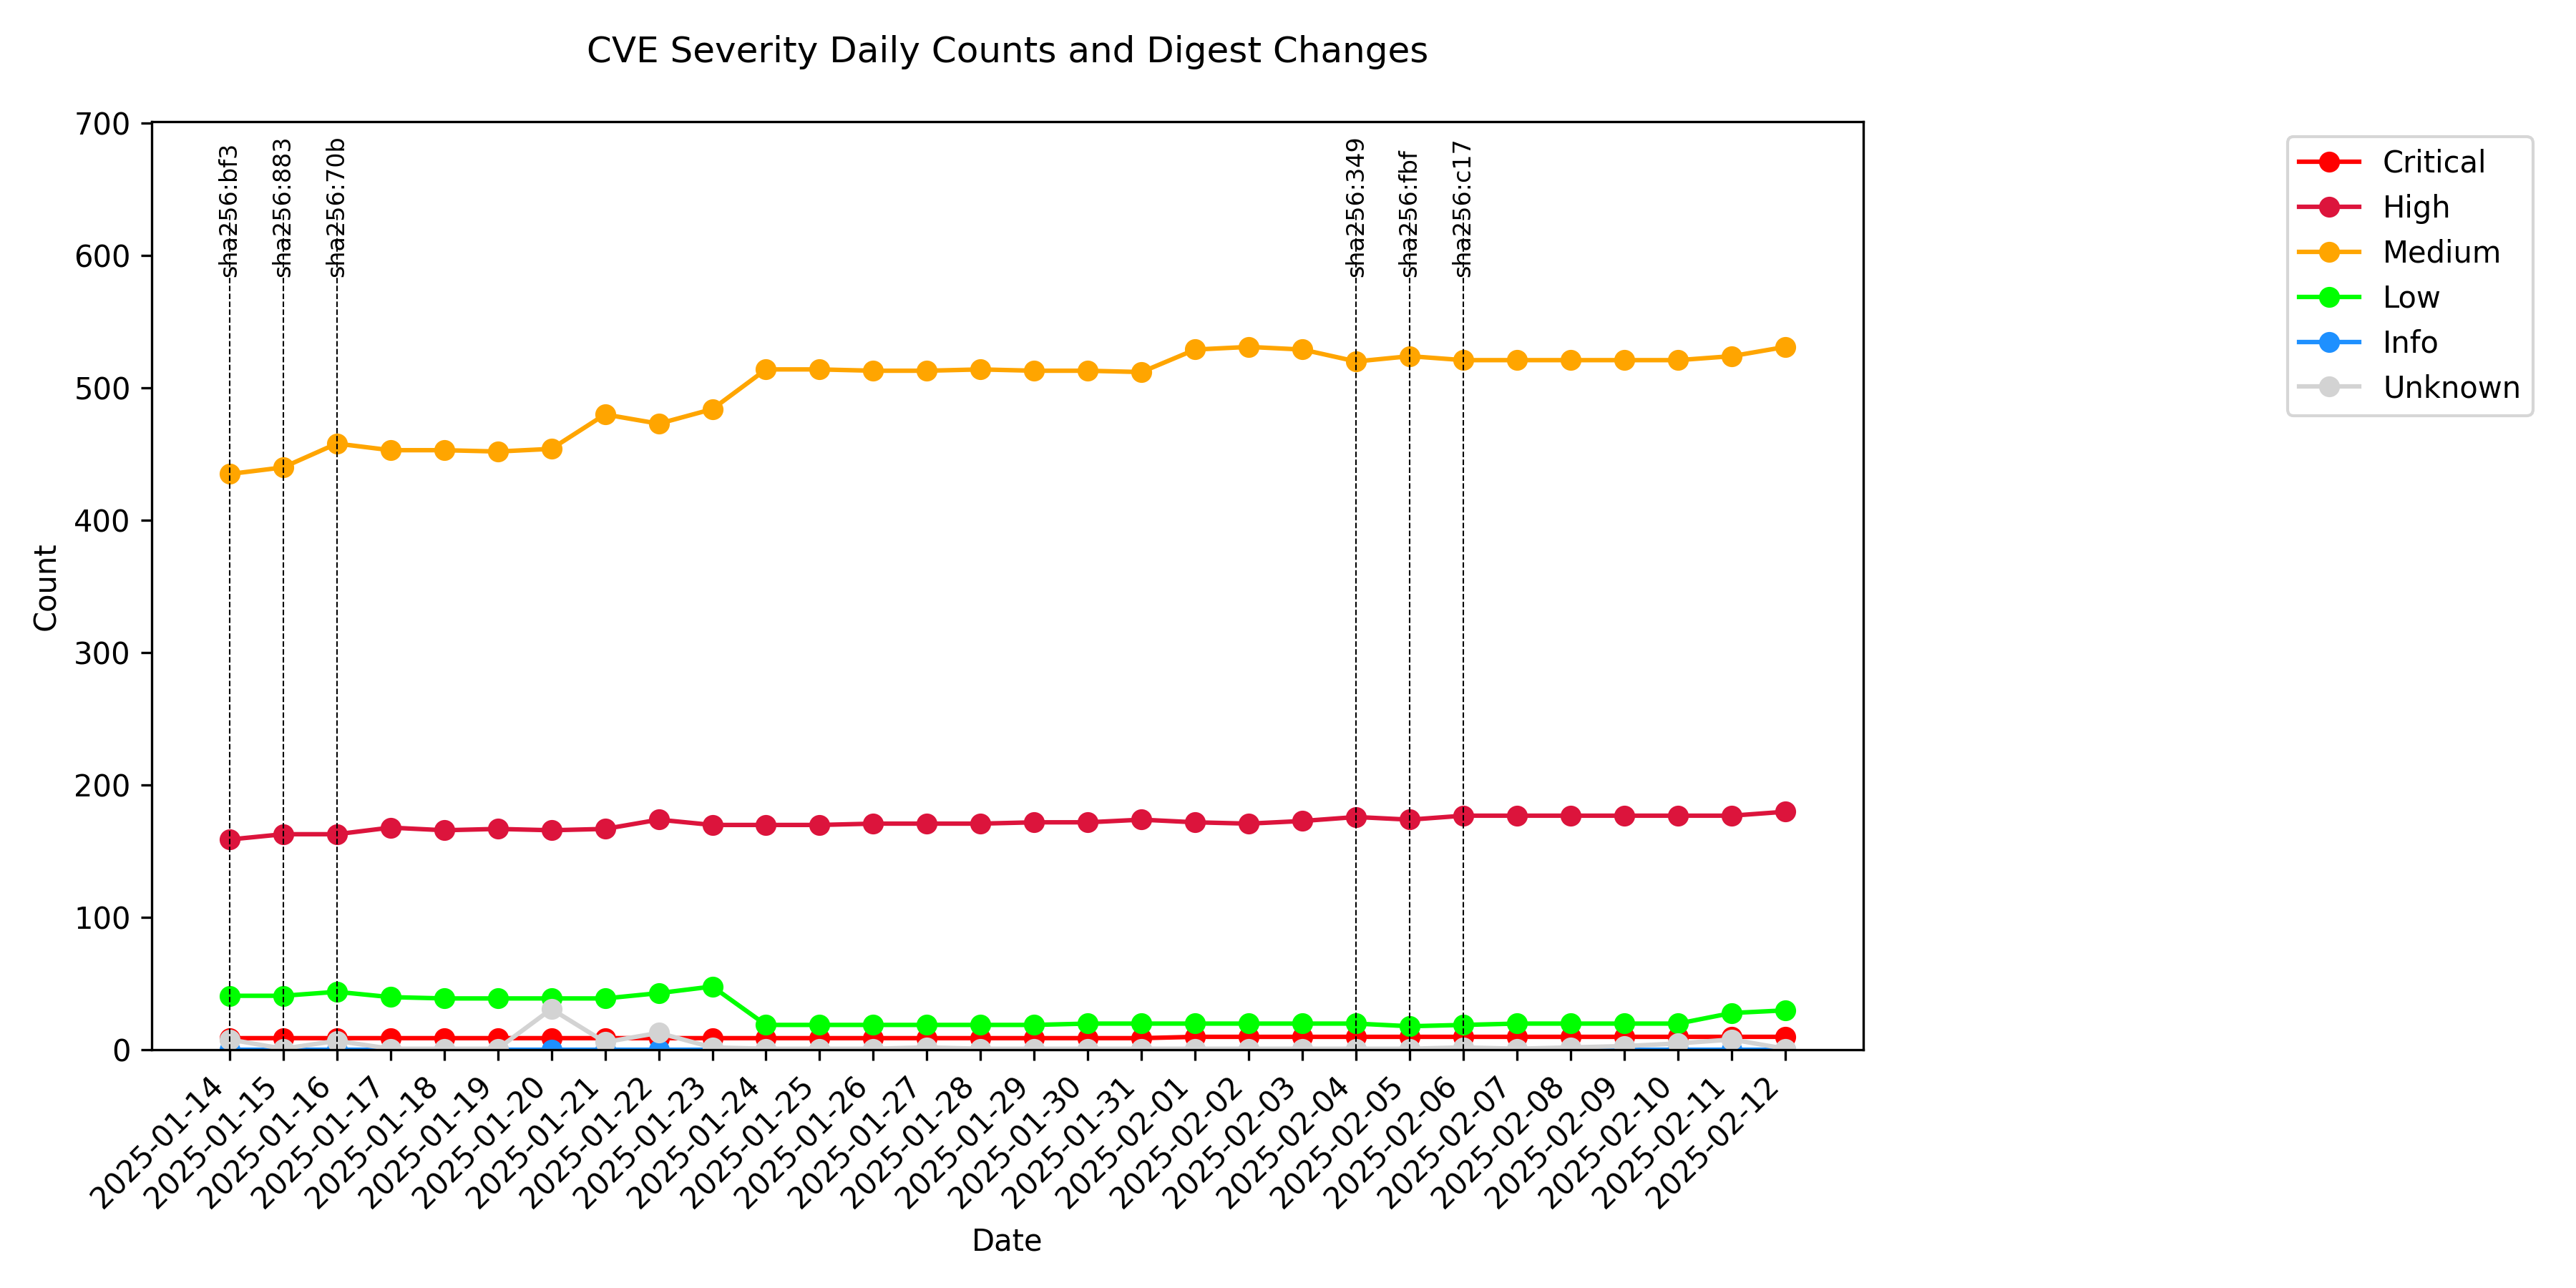 CVE Severity Daily Counts and Digest Changes
700
600
500
400
300
200
100
0
Count
sha256:bf3
sha256:883
sha256:70b
sha256:349
sha256:fbf
sha256:c17
Critical
High
Medium
Low
Info
Unknown
2025-01-14
2025-01-15
2025-01-16
2025-01-17
2025-01-18
2025-01-19
2025-01-20
2025-01-21
2025-01-22
2025-01-23
2025-01-24
2025-01-25
2025-01-26
2025-01-27
2025-01-28
2025-01-29
2025-01-30
2025-01-31
2025-02-01
2025-02-02
2025-02-03
2025-02-04
2025-02-05
2025-02-06
2025-02-07
2025-02-08
2025-02-09
2025-02-10
2025-02-11
2025-02-12
Date